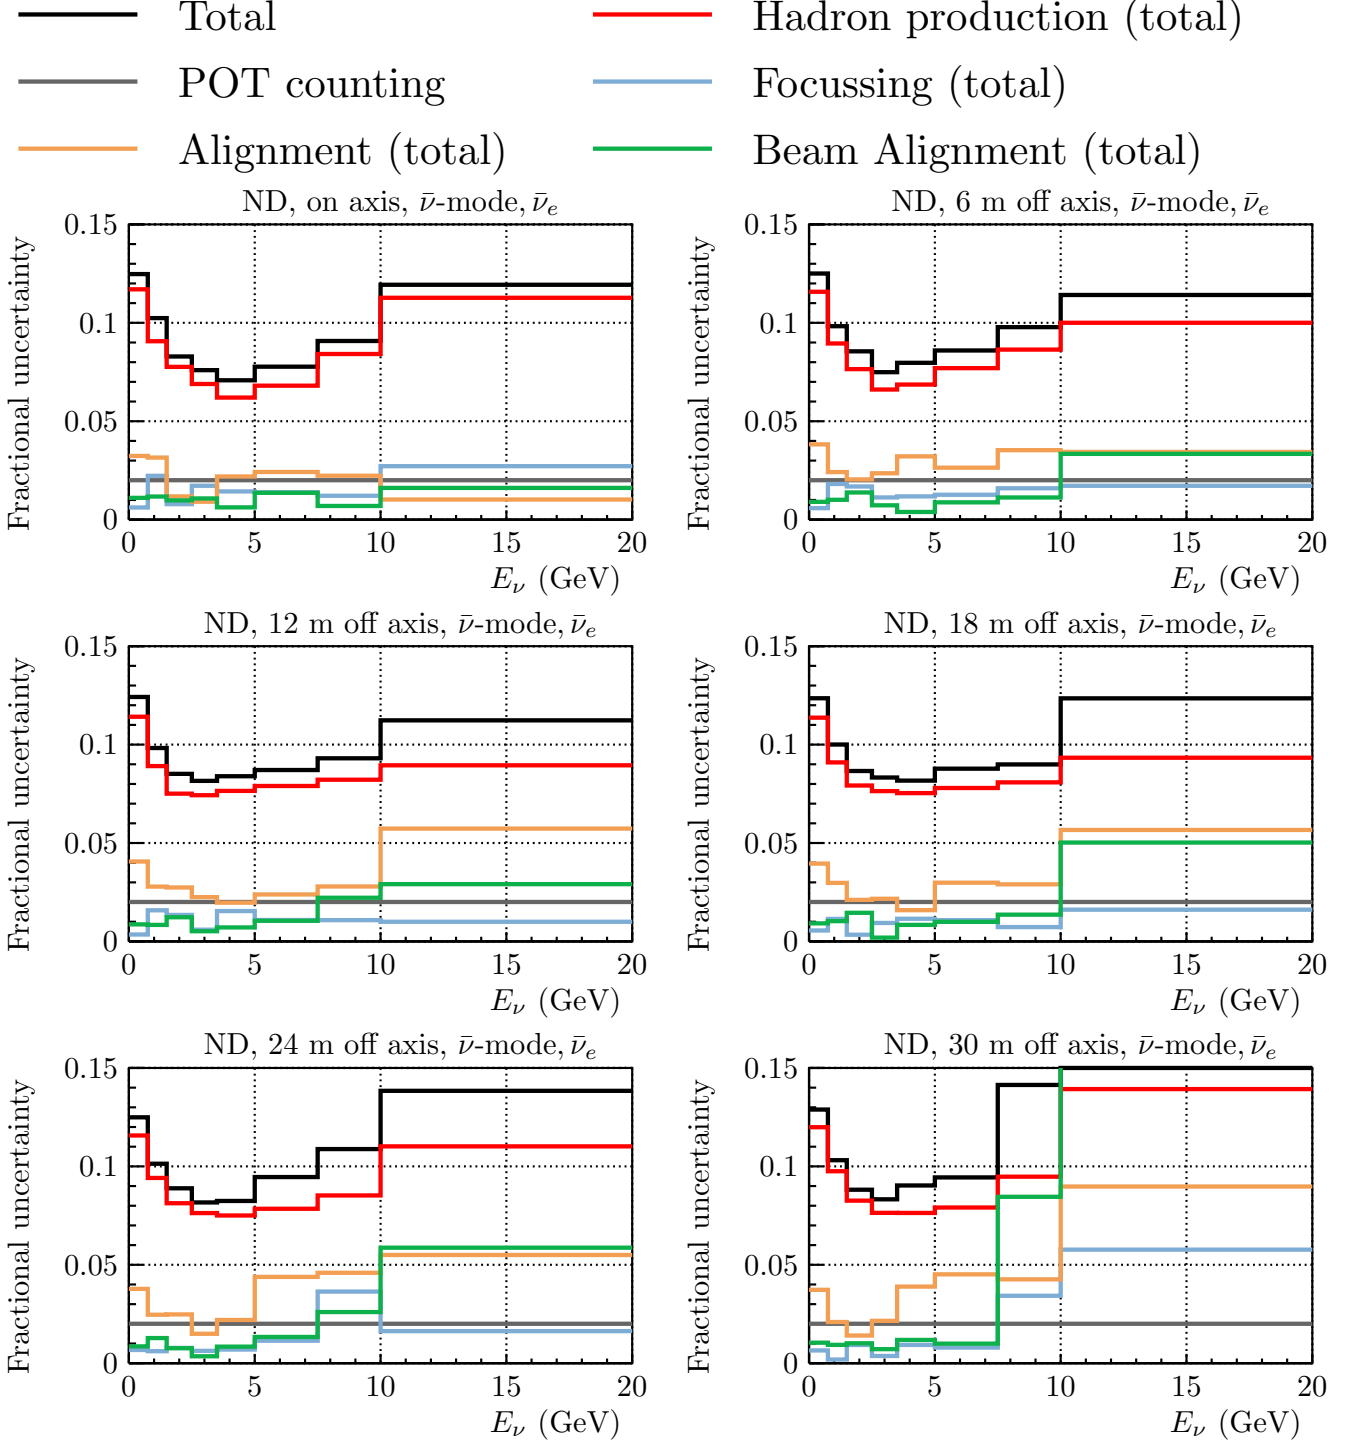 Total
Hadron production (total)
POT counting
Focussing (total)
Alignment (total)
Beam Alignment (total)
ND, on axis, ν̄-mode, ν̄ₑ
Fractional uncertainty
0.15
0.1
0.05
0
0 5 10 15 20
E_ν (GeV)
ND, 6 m off axis, ν̄-mode, ν̄ₑ
Fractional uncertainty
0.15
0.1
0.05
0
0 5 10 15 20
E_ν (GeV)
ND, 12 m off axis, ν̄-mode, ν̄ₑ
Fractional uncertainty
0.15
0.1
0.05
0
0 5 10 15 20
E_ν (GeV)
ND, 18 m off axis, ν̄-mode, ν̄ₑ
Fractional uncertainty
0.15
0.1
0.05
0
0 5 10 15 20
E_ν (GeV)
ND, 24 m off axis, ν̄-mode, ν̄ₑ
Fractional uncertainty
0.15
0.1
0.05
0
0 5 10 15 20
E_ν (GeV)
ND, 30 m off axis, ν̄-mode, ν̄ₑ
Fractional uncertainty
0.15
0.1
0.05
0
0 5 10 15 20
E_ν (GeV)